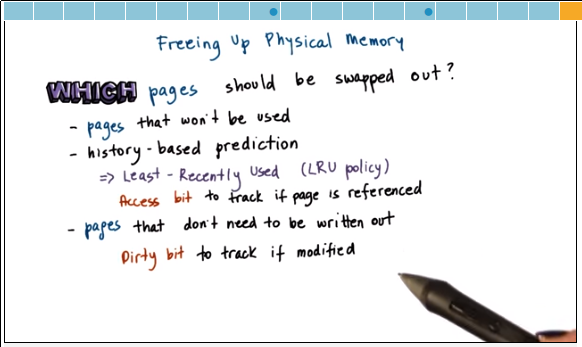 Freeing Up Physical Memory
WHICH pages should be swapped out?
- pages that won't be used
- history-based prediction
=> Least-Recently Used (LRU policy)
Access bit to track if page is referenced
- pages that don't need to be written out
Dirty bit to track if modified